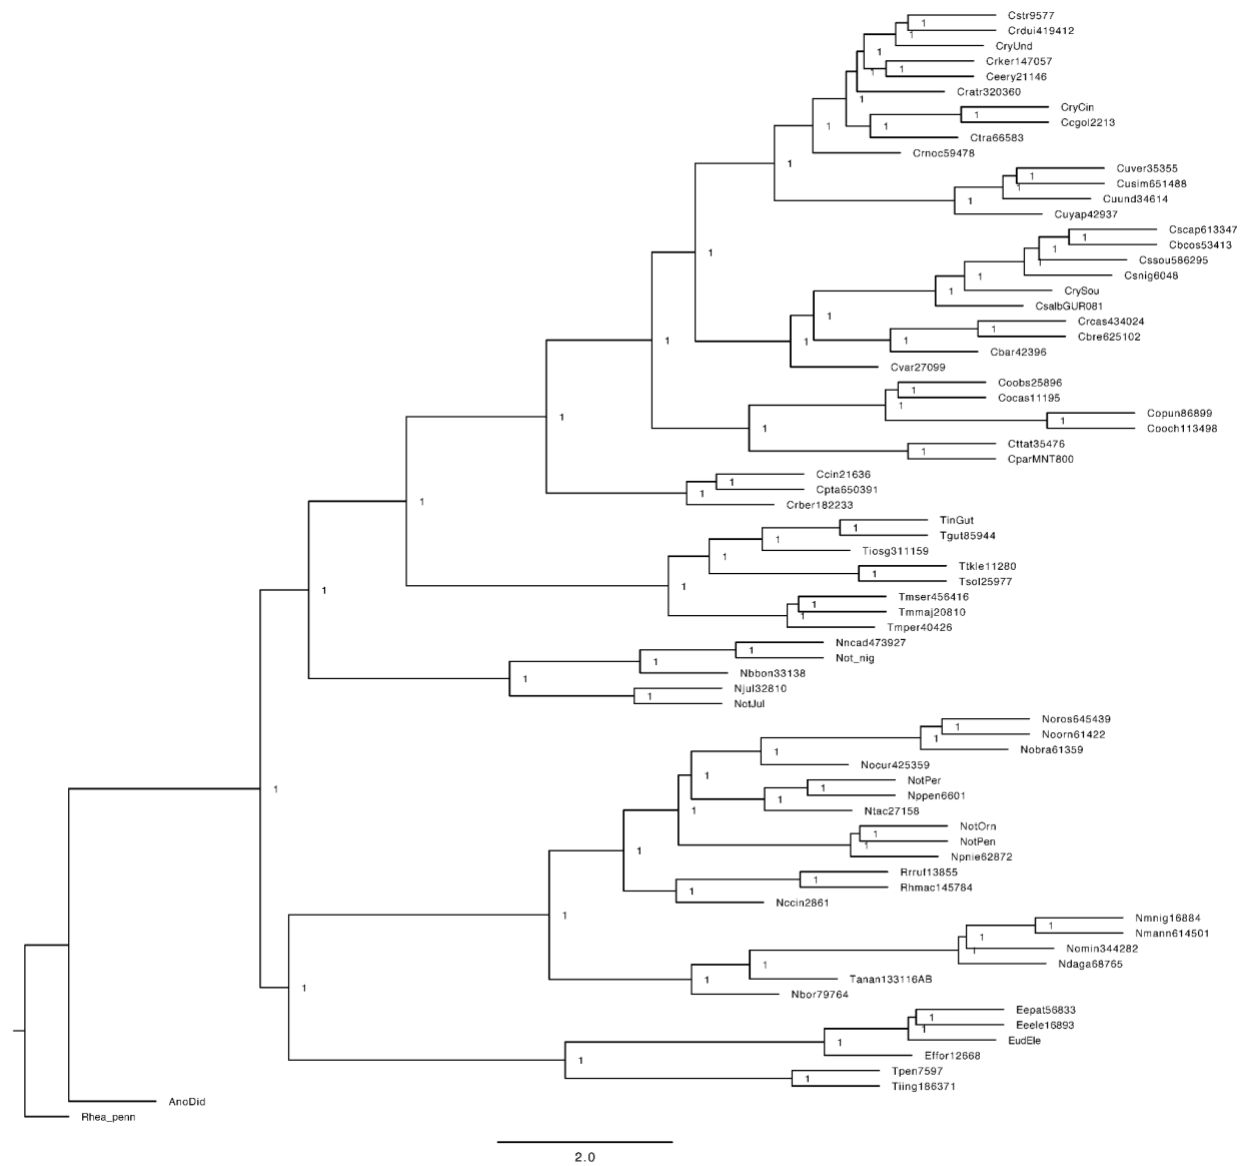 Cstr9577
1
Crdui419412
1
CryUnd
1
Crker147057
1
Ceery21146
1
Cratr320360
1
CryCin
1
Ccgol2213
1
1
Ctra66583
Crnoc59478
1
Cuver35355
1
Cusim651488
1
Cuund34614
1
Cuyap42937
Cscap613347
1
Cbcos53413
1
1
Cssou586295
1
Csnig6048
1
CrySou
CsalbGUR081
1
Crcas434024
1
Cbre625102
1
1
Cbar42396
1
Cvar27099
Coobs25896
1
Cocas11195
1
Copun86899
1
Cooch113498
1
Cttat35476
1
CparMNT800
1
Ccin21636
1
Cpta650391
1
Crber182233
1
TinGut
1
Tgut85944
1
Tiosg311159
1
Ttkle11280
1
Tsol25977
1
Tmser456416
1
Tmmaj20810
1
Tmper40426
1
Nncad473927
1
Not_nig
1
Nbbon33138
1
Njul32810
1
NotJul
Noros645439
1
Noorn61422
1
Nobra61359
1
Nocur425359
1
NotPer
1
Nppen6601
1
1
Ntac27158
1
NotOrn
1
NotPen
1
Npnie62872
1
Rrruf13855
1
Rhmac145784
1
Nccin2861
1
Nmnig16884
1
Nmann614501
1
Nomin344282
1
Ndaga68765
1
Tanan133116AB
1
Nbor79764
1
Eepat56833
1
Eeele16893
1
EudEle
1
Effor12668
1
Tpen7597
1
Tiing186371
AnoDid
Rhea_penn
2.0